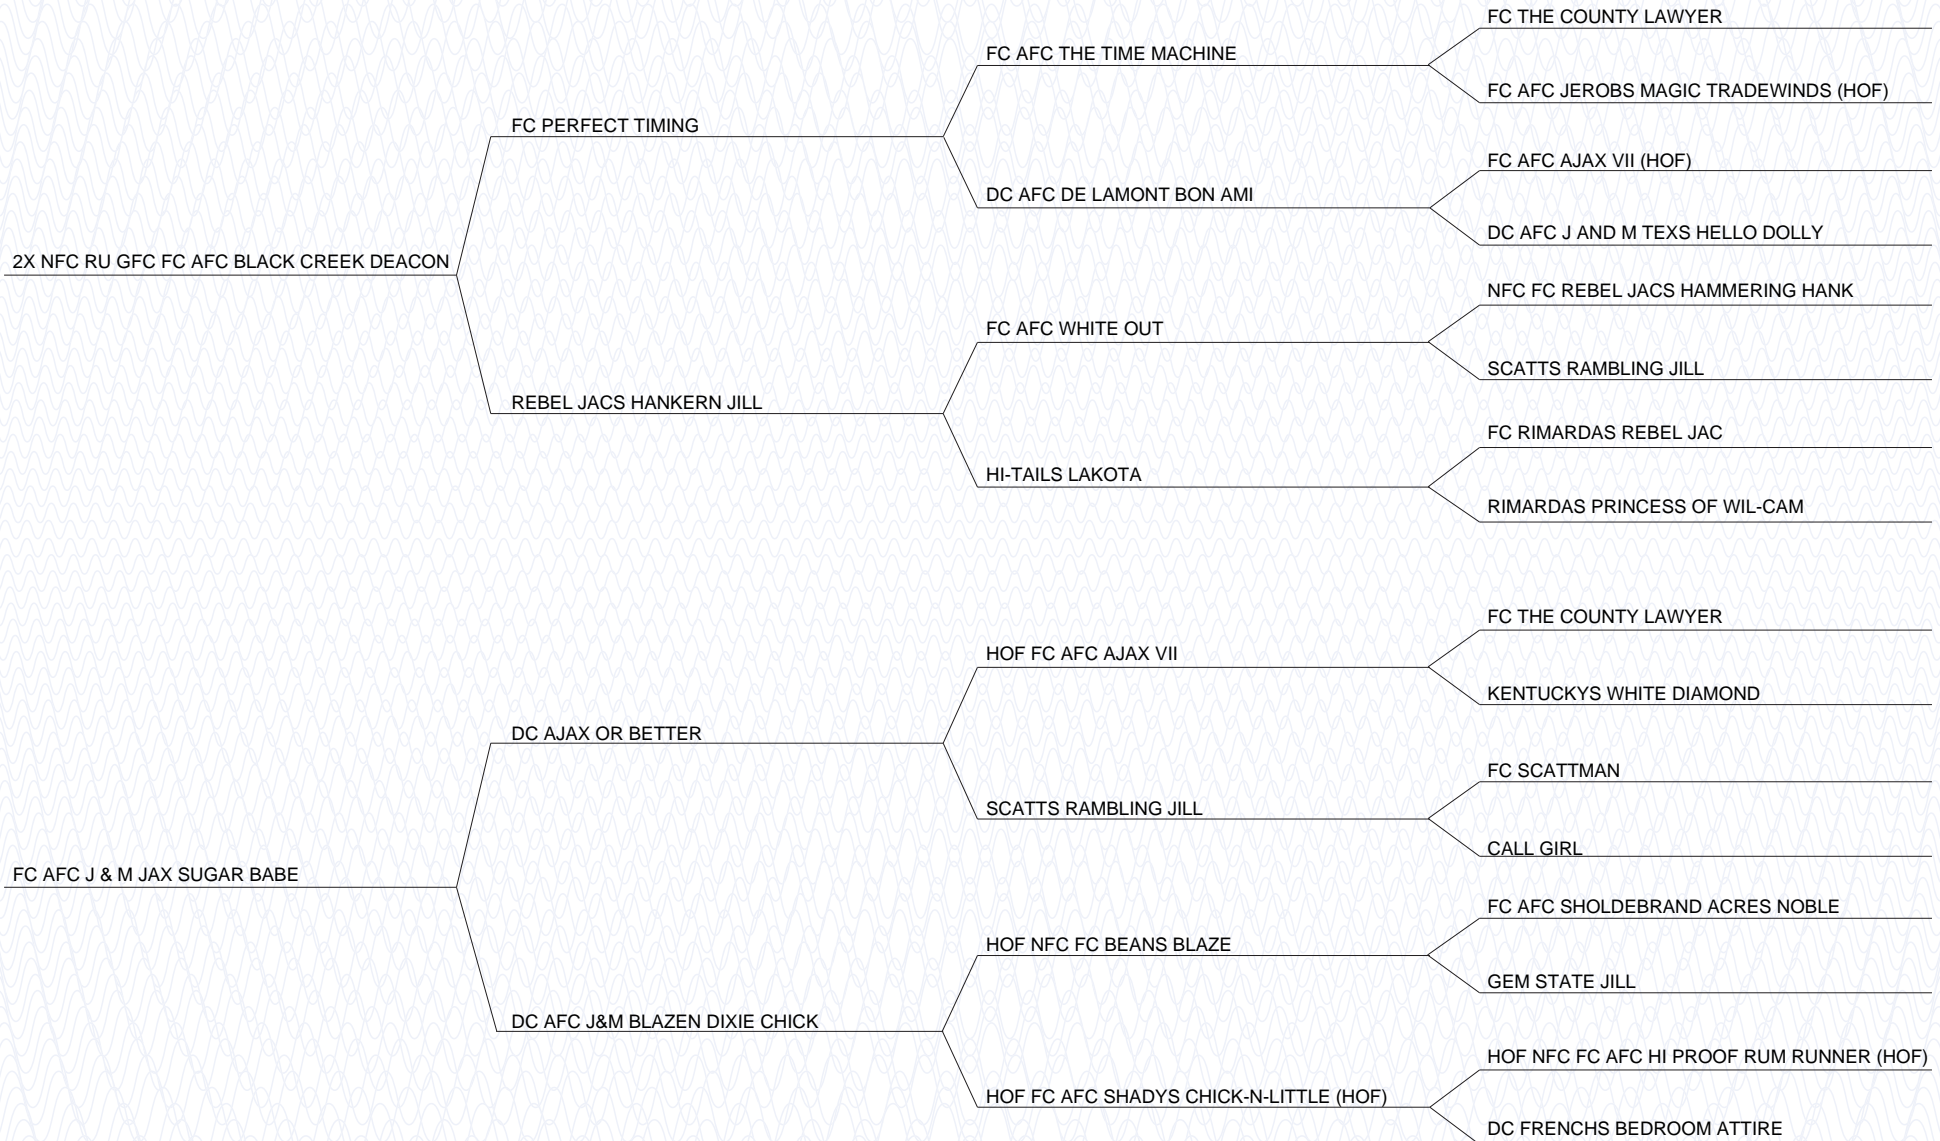 FC THE COUNTY LAWYER
FC AFC THE TIME MACHINE
FC AFC JEROBS MAGIC TRADEWINDS (HOF)
FC PERFECT TIMING
FC AFC AJAX VII (HOF)
DC AFC DE LAMONT BON AMI
DC AFC J AND M TEXS HELLO DOLLY
2X NFC RU GFC FC AFC BLACK CREEK DEACON
NFC FC REBEL JACS HAMMERING HANK
FC AFC WHITE OUT
SCATTS RAMBLING JILL
REBEL JACS HANKERN JILL
FC RIMARDAS REBEL JAC
HI-TAILS LAKOTA
RIMARDAS PRINCESS OF WIL-CAM
FC THE COUNTY LAWYER
HOF FC AFC AJAX VII
KENTUCKYS WHITE DIAMOND
DC AJAX OR BETTER
FC SCATTMAN
SCATTS RAMBLING JILL
CALL GIRL
FC AFC J & M JAX SUGAR BABE
FC AFC SHOLDEBRAND ACRES NOBLE
HOF NFC FC BEANS BLAZE
GEM STATE JILL
DC AFC J&M BLAZEN DIXIE CHICK
HOF NFC FC AFC HI PROOF RUM RUNNER (HOF)
HOF FC AFC SHADYS CHICK-N-LITTLE (HOF)
DC FRENCHS BEDROOM ATTIRE